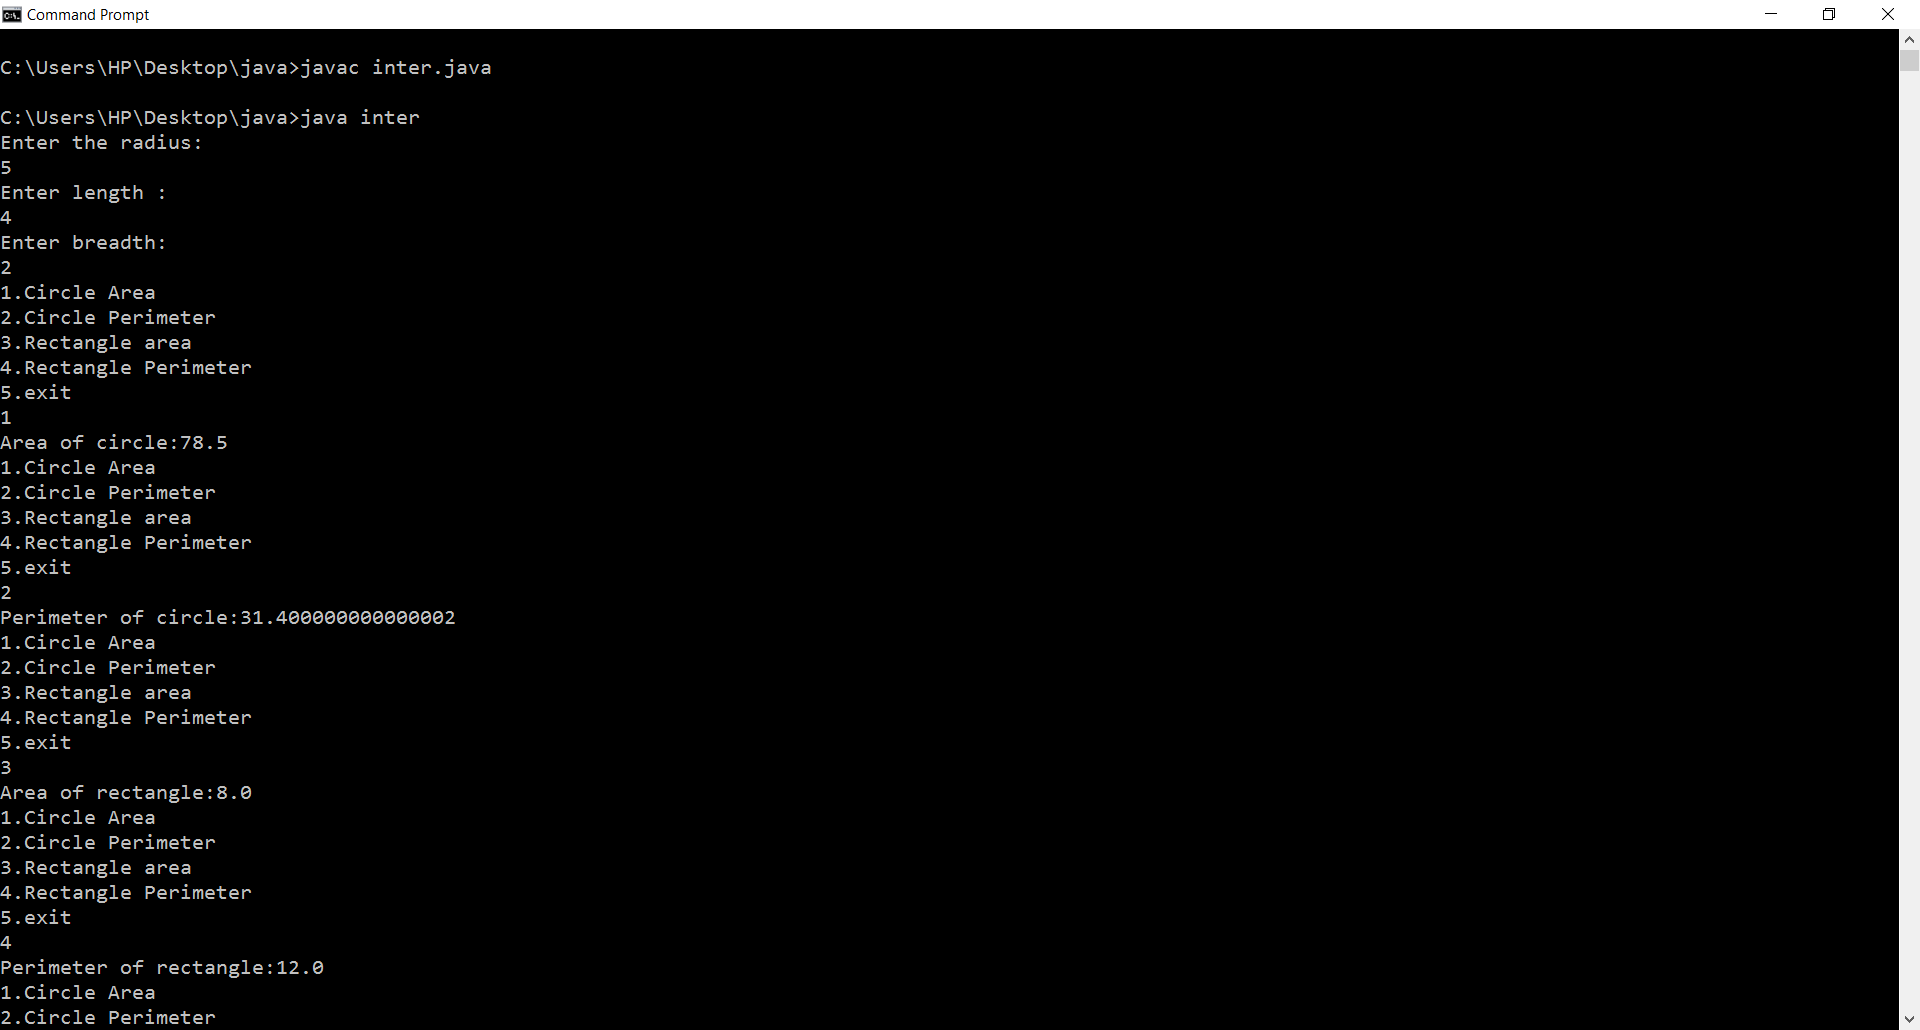 Command Prompt
C:\Users\HP\Desktop\java>javac inter.java
C:\Users\HP\Desktop\java>java inter
Enter the radius:
5
Enter length :
4
Enter breadth:
2
1.Circle Area
2.Circle Perimeter
3.Rectangle area
4.Rectangle Perimeter
5.exit
1
Area of circle:78.5
1.Circle Area
2.Circle Perimeter
3.Rectangle area
4.Rectangle Perimeter
5.exit
2
Perimeter of circle:31.400000000000002
1.Circle Area
2.Circle Perimeter
3.Rectangle area
4.Rectangle Perimeter
5.exit
3
Area of rectangle:8.0
1.Circle Area
2.Circle Perimeter
3.Rectangle area
4.Rectangle Perimeter
5.exit
4
Perimeter of rectangle:12.0
1.Circle Area
2.Circle Perimeter